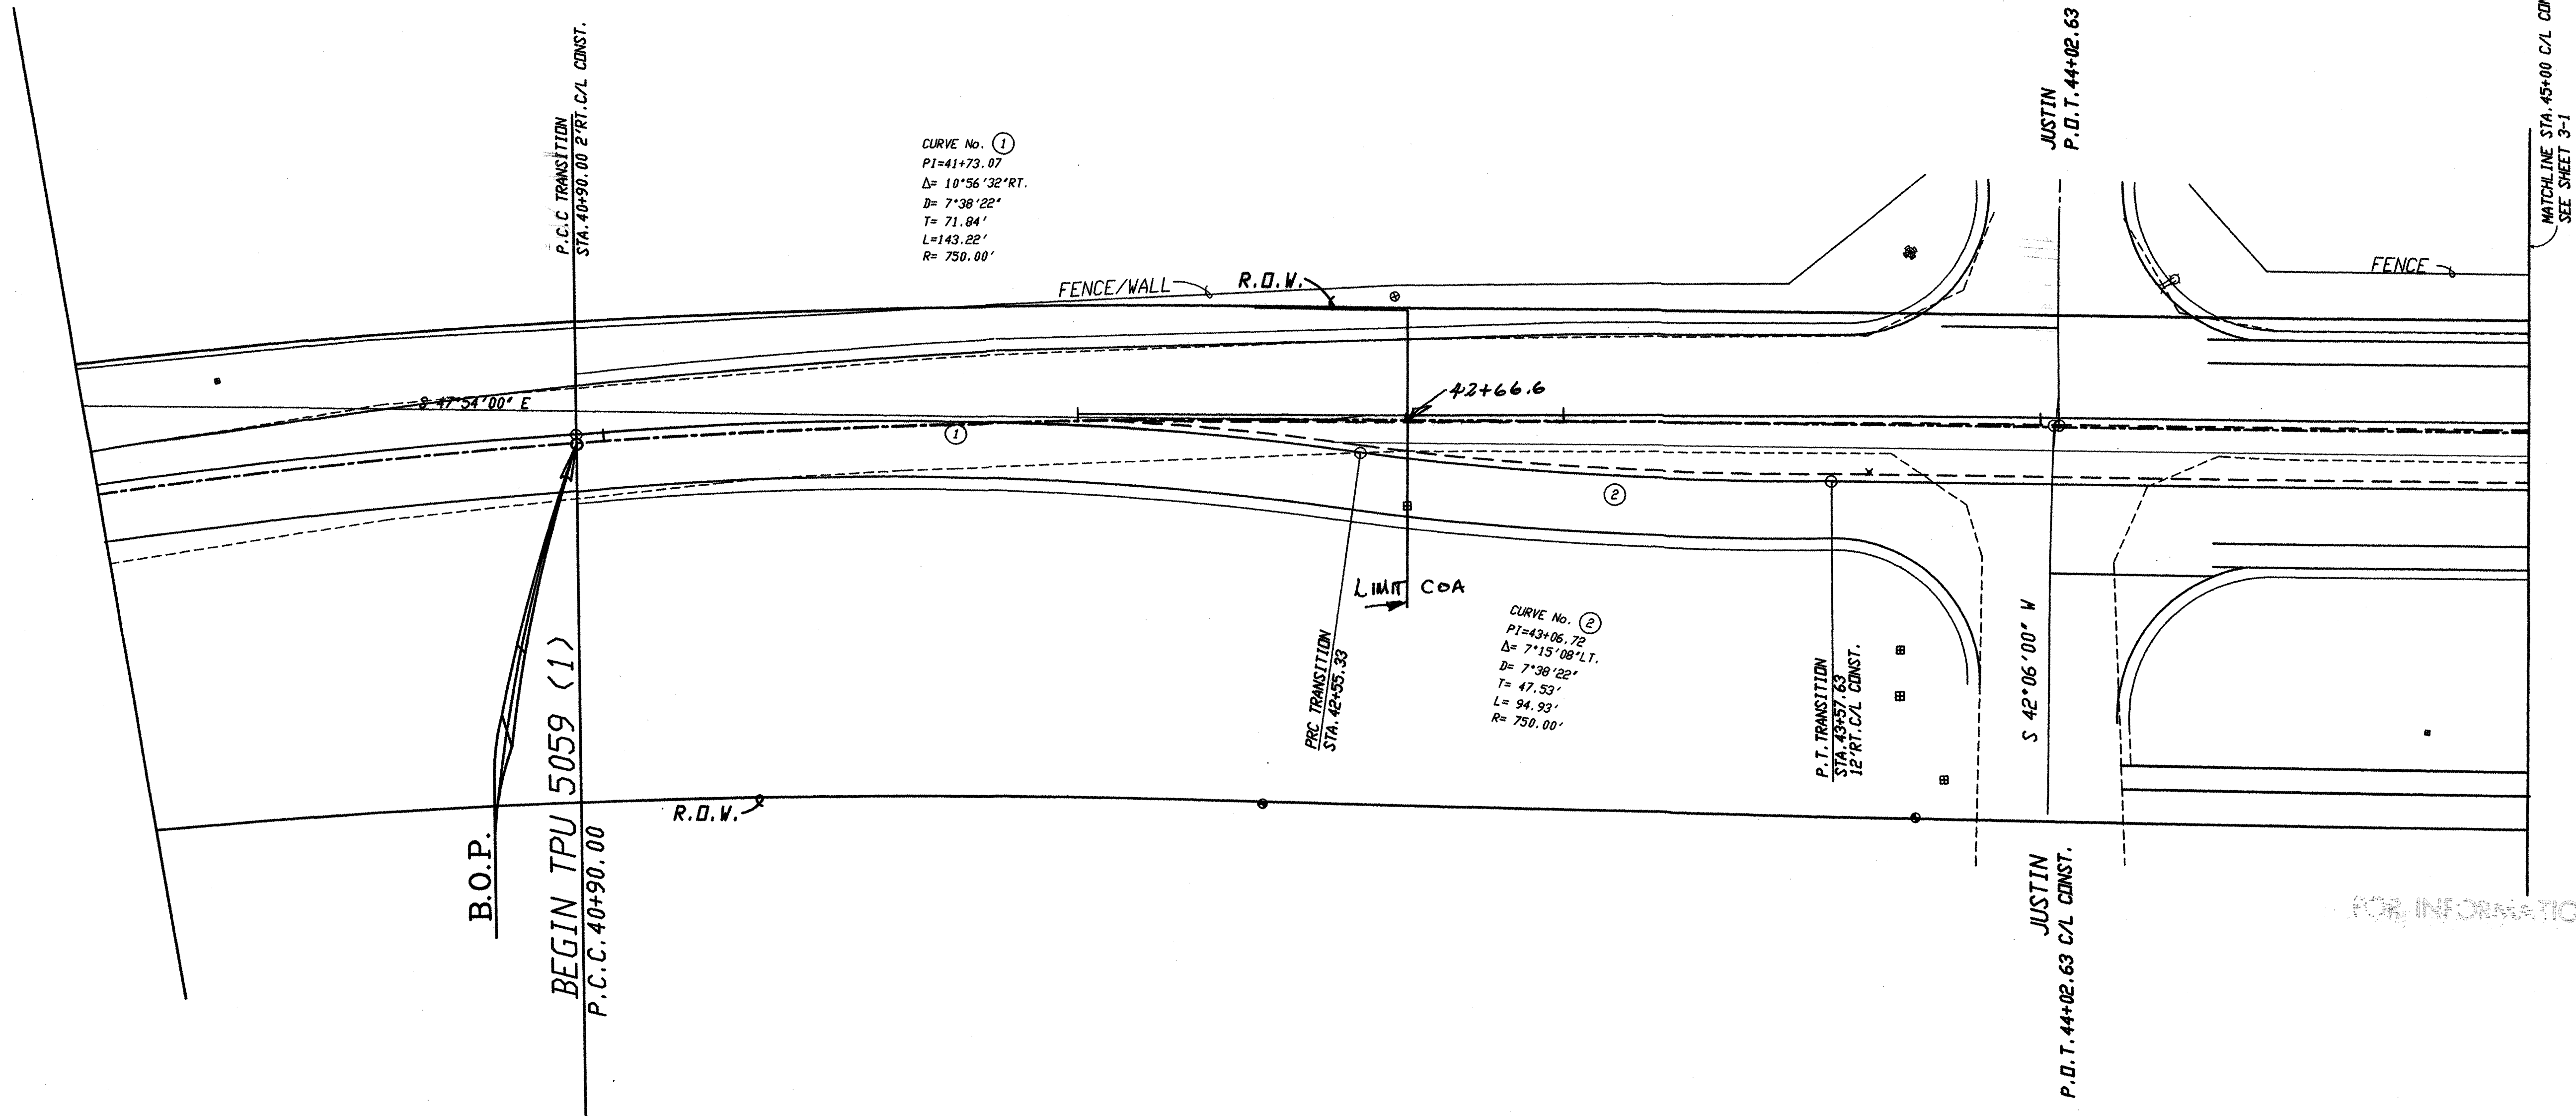 P.C.C TRANSITION
STA.40+90.00 2'RT.C/L CONST.
CURVE No. 1
PI=41+73.07
Δ= 10°56'32"RT.
D= 7°38'22"
T= 71.84'
L=143.22'
R= 750.00'
JUSTIN
P.O.T.44+02.63
MATCHLINE STA.45+00 C/L
SEE SHEET 3-1
FENCE/WALL
R.O.W.
FENCE
S 47°54'00" E
42+66.6
1
2
LIMIT COA
CURVE No. 2
PI=43+06.72
Δ= 7°15'08"LT.
D= 7°38'22"
T= 47.53'
L= 94.93'
R= 750.00'
PRC TRANSITION
STA.42+55.33
P.T.TRANSITION
STA.43+57.63
12'RT.C/L CONST.
S 42°06'00" W
R.O.W.
B.O.P.
BEGIN TPU 5059 (1)
P.C.C.40+90.00
JUSTIN
P.O.T.44+02.63 C/L CONST.
FOR